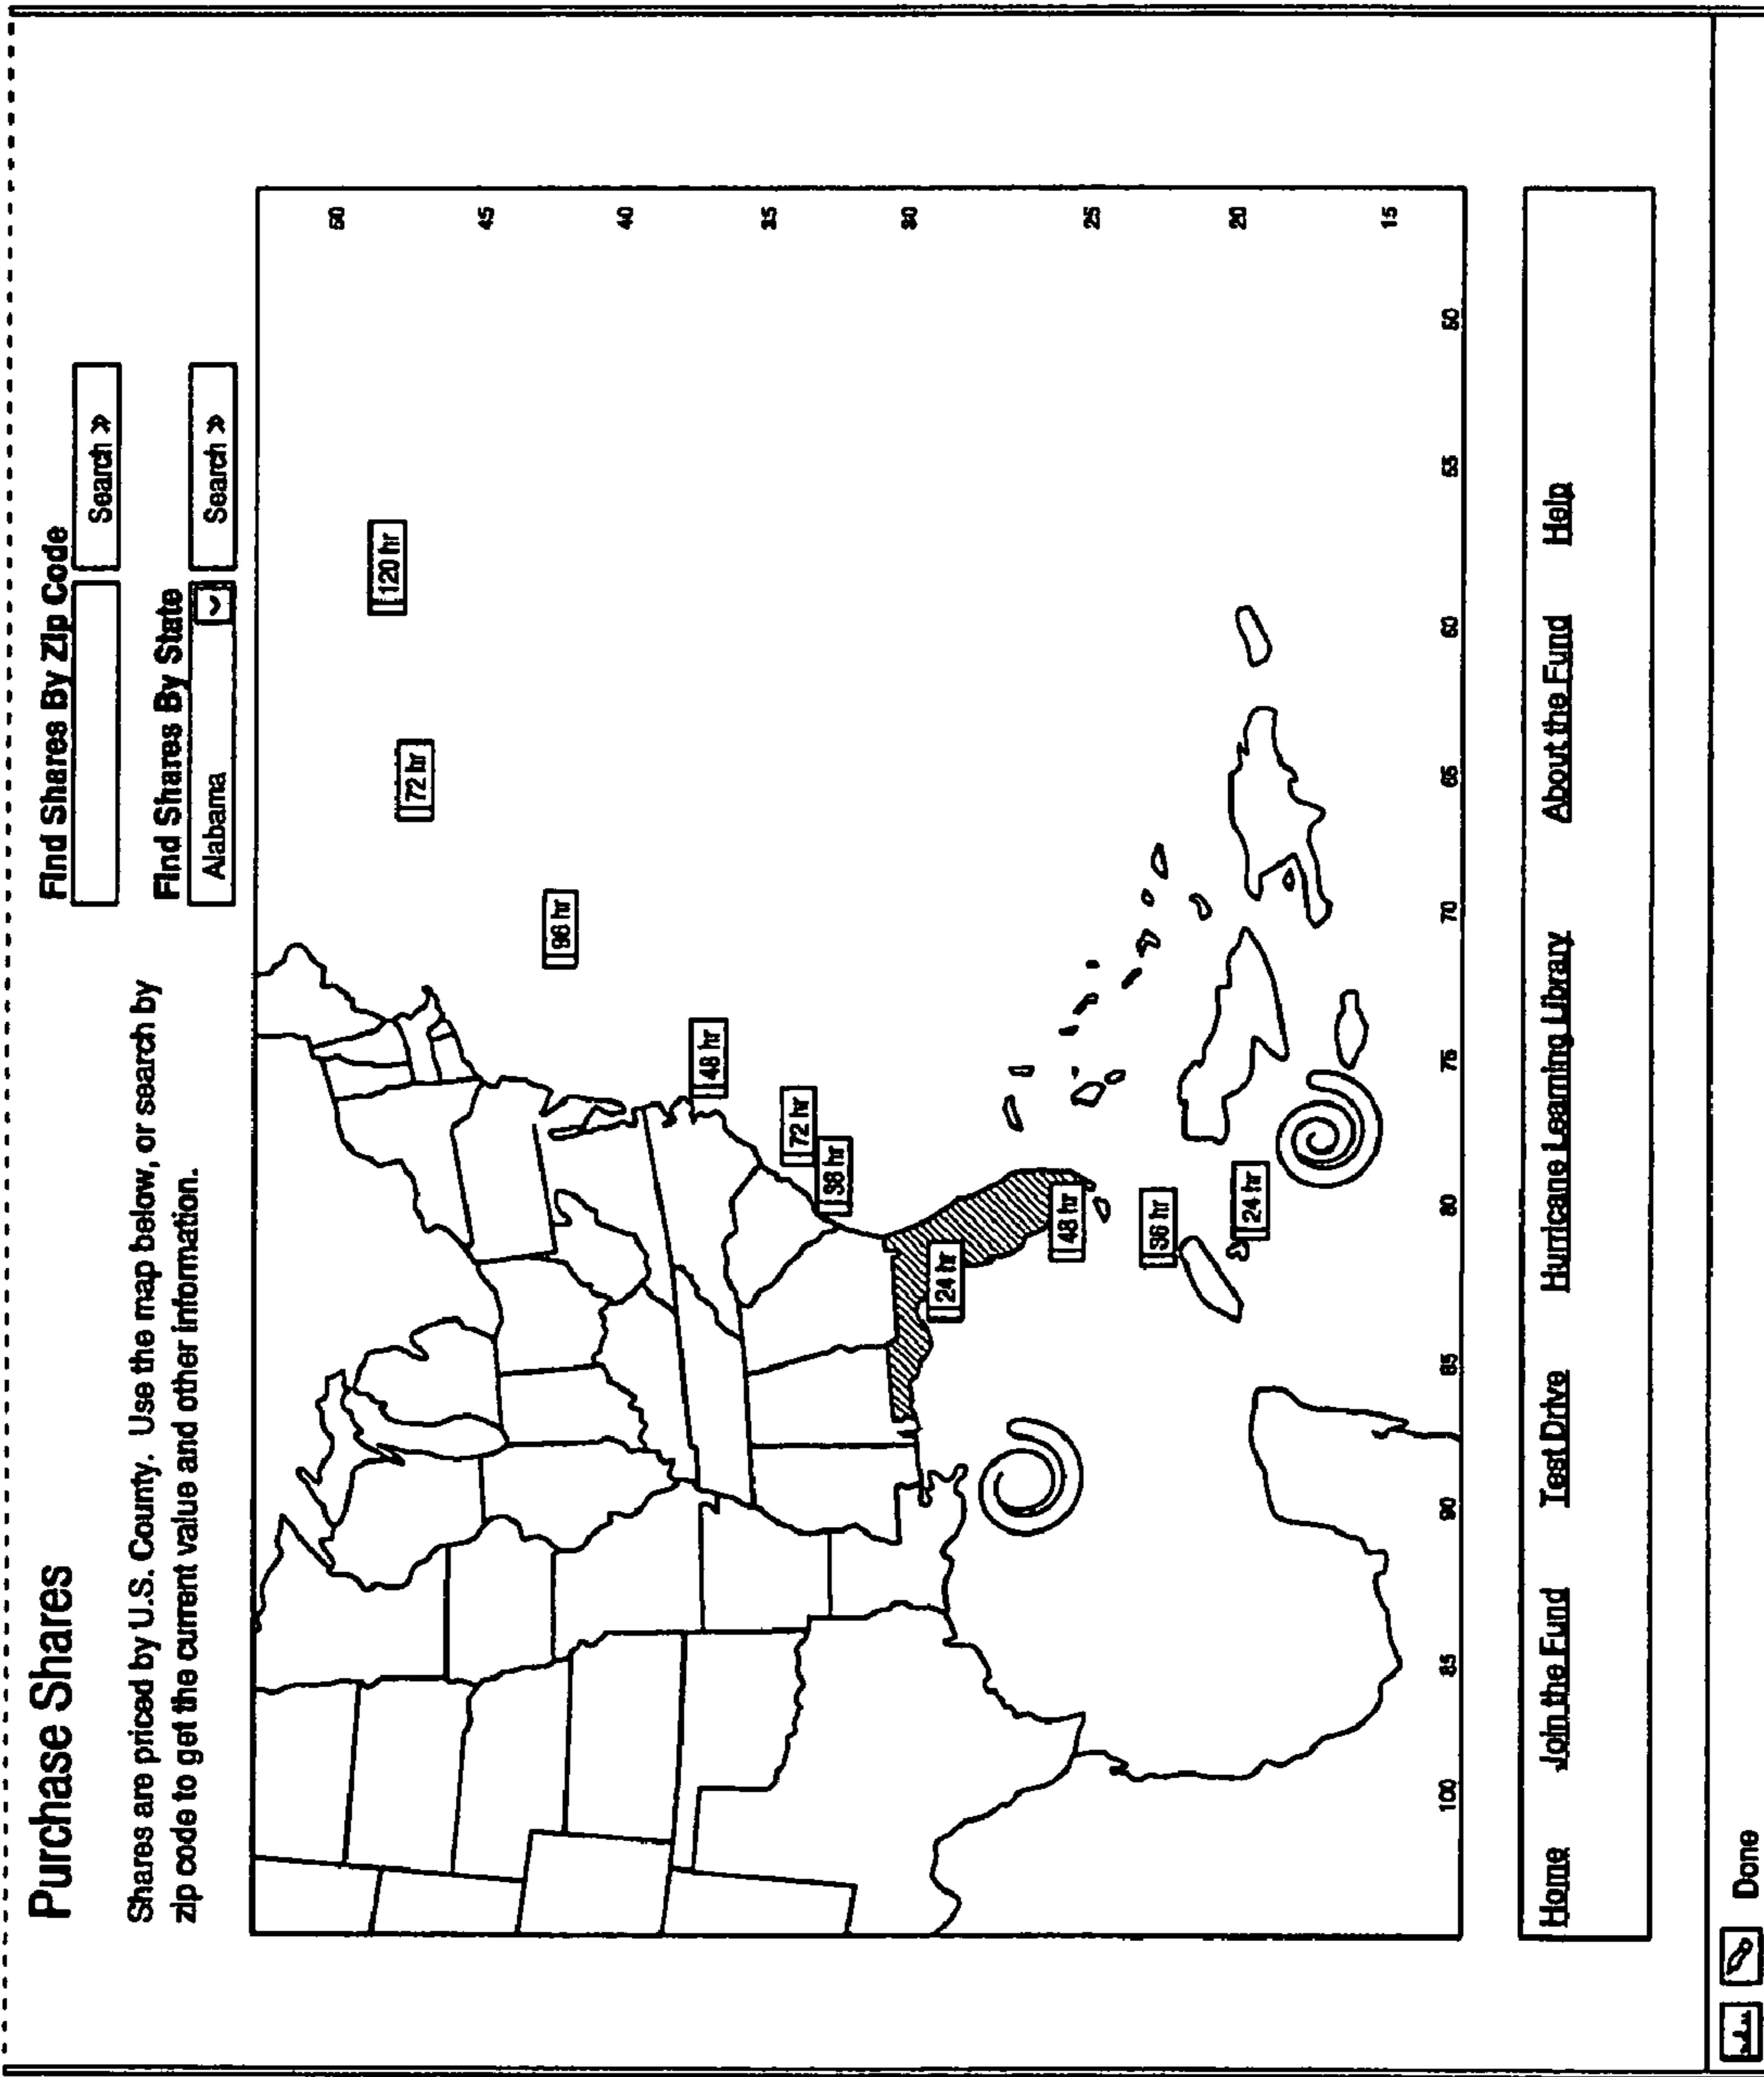 Purchase Shares
Shares are priced by U.S. County. Use the map below, or search by
zip code to get the current value and other information.
Find Shares By Zip Code
Search »
Find Shares By State
Alabama
Search »
120 hr
72 hr
96 hr
48 hr
72 hr
36 hr
24 hr
48 hr
36 hr
24 hr
50
45
40
35
30
25
20
15
100
85
90
85
80
75
70
65
60
55
50
Home Join the Fund Test Drive Hurricane Learning Library About the Fund Help
Done